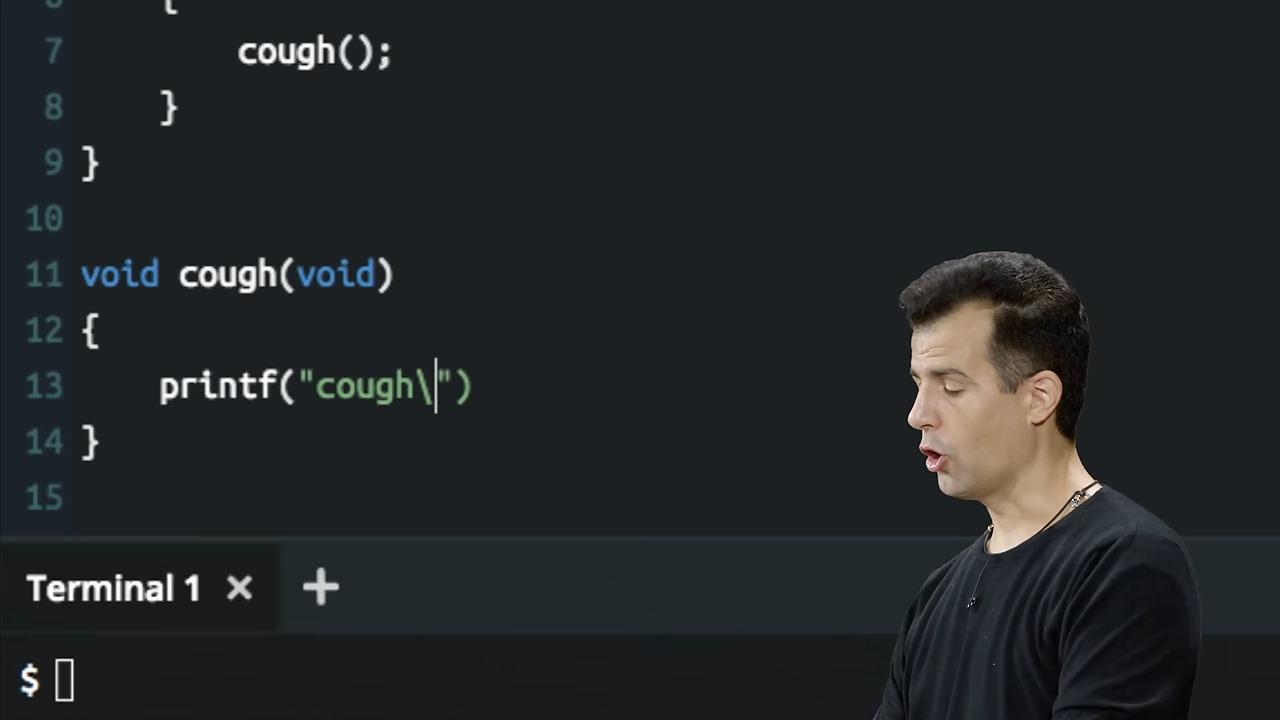 {
7 cough();
8 }
9 }
10
11 void cough(void)
12 {
13 printf("cough\")
14 }
15
Terminal 1 × +
$